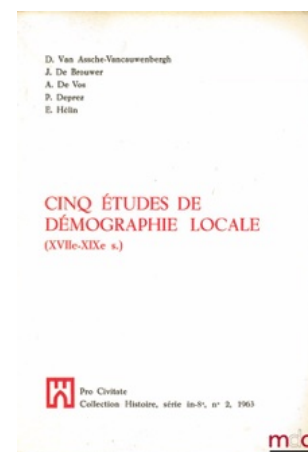 D. Van Assche-Vancauwenbergh
J. De Brouwer
A. De Vos
P. Deprez
E. Hélin
CINQ ÉTUDES DE
DÉMOGRAPHIE LOCALE
(XVIIe-XIXe s.)
Pro Civitate
Collection Histoire, série in-8°, n° 2, 1963